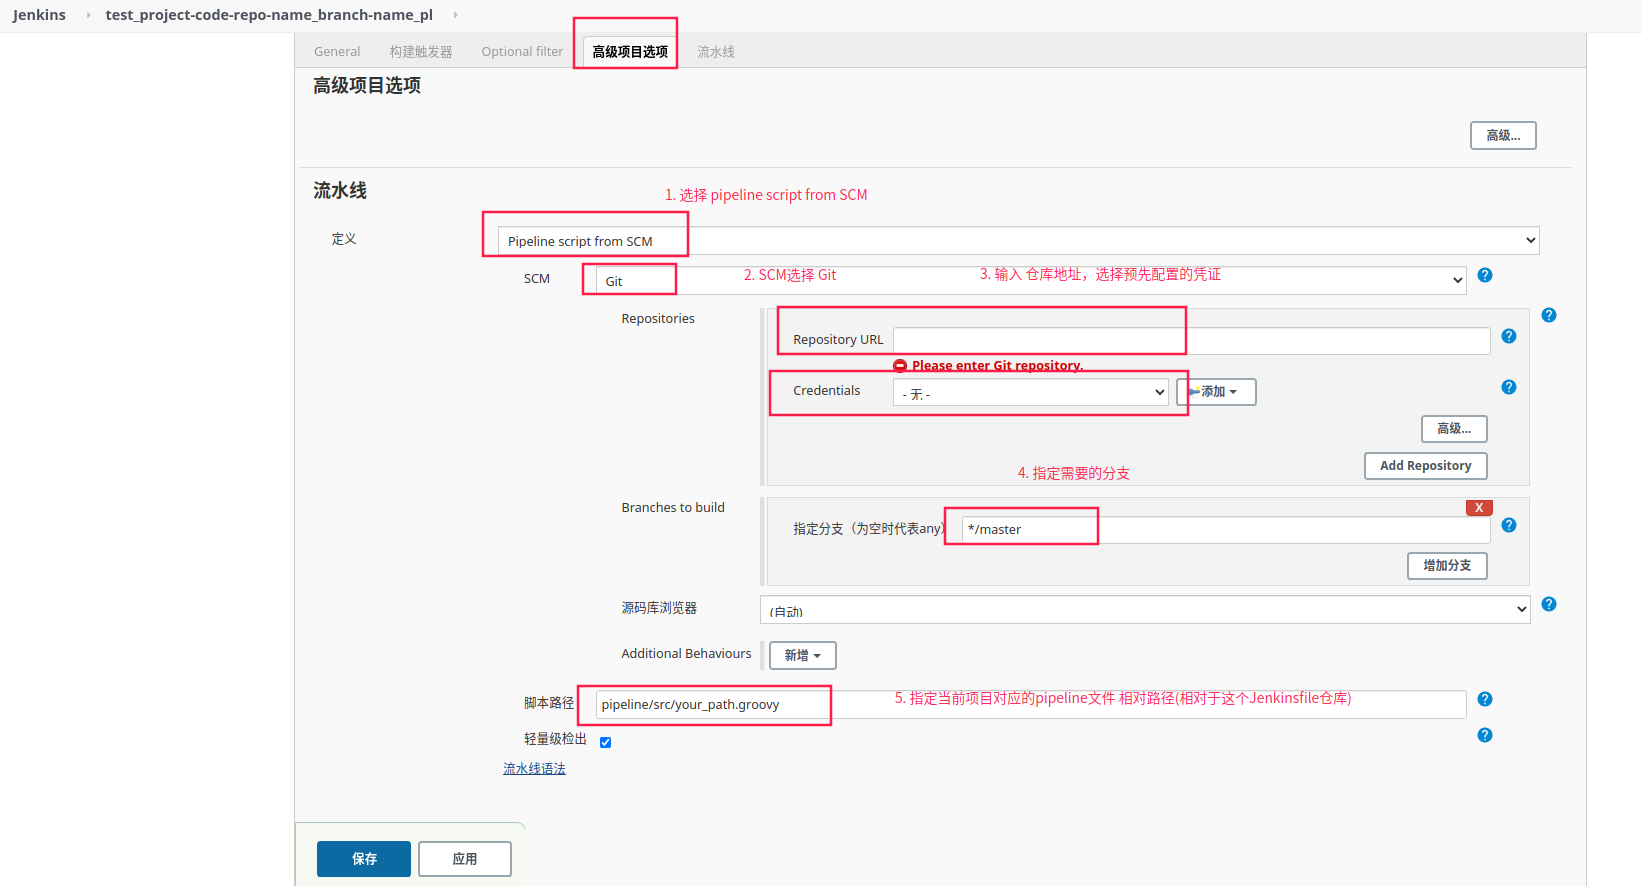 Jenkins
test_project-code-repo-name_branch-name_pl
General
构建触发器
Optional filter
高级项目选项
流水线
高级项目选项
高级...
流水线
1. 选择 pipeline script from SCM
定义
Pipeline script from SCM
SCM
Git
2. SCM选择 Git
3. 输入 仓库地址，选择预先配置的凭证
Repositories
Repository URL
Please enter Git repository.
Credentials
- 无 -
添加
高级...
Add Repository
4. 指定需要的分支
Branches to build
X
指定分支（为空时代表any）
*/master
增加分支
源码库浏览器
(自动)
Additional Behaviours
新增
脚本路径
pipeline/src/your_path.groovy
5. 指定当前项目对应的pipeline文件 相对路径(相对于这个Jenkinsfile仓库)
轻量级检出
流水线语法
保存
应用